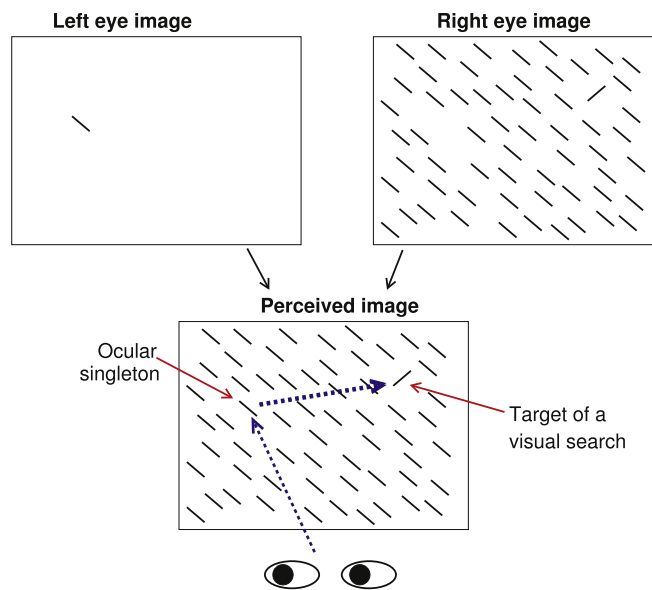 Left eye image
Right eye image
Perceived image
Ocular
singleton
Target of a
visual search